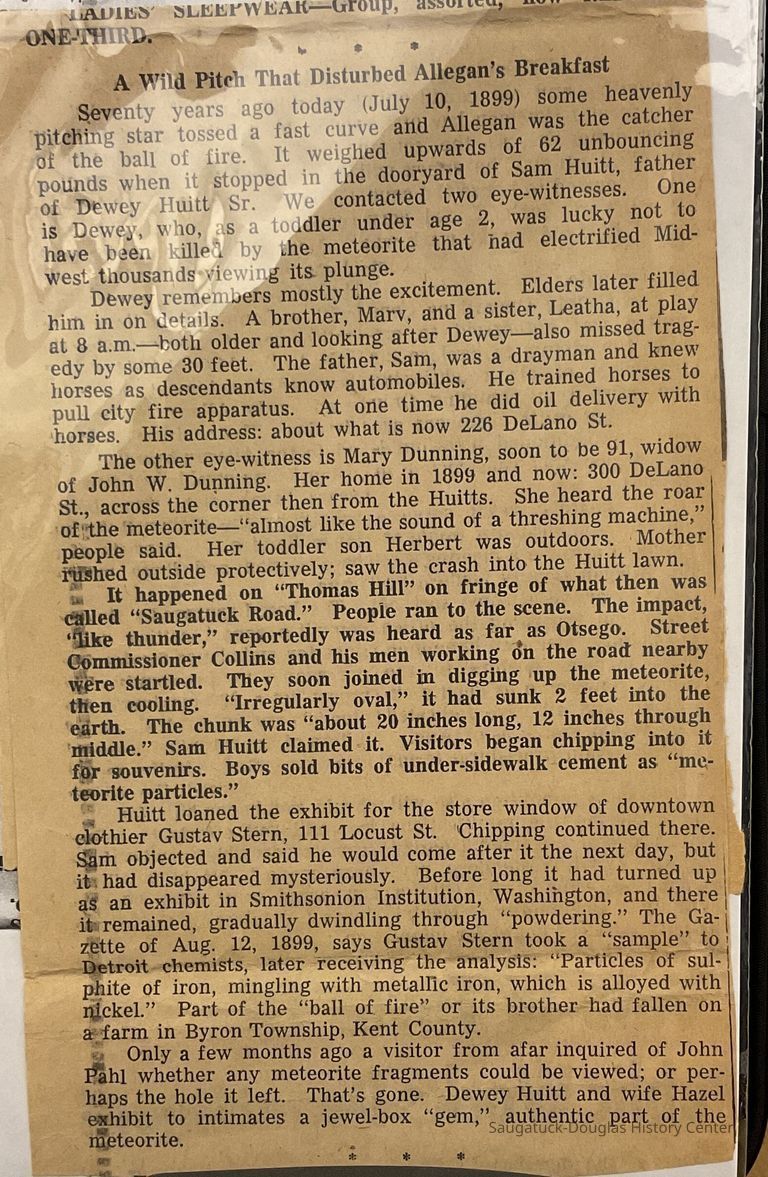 LADIES' SLEEPWEAR—Group, assorted, now
ONE-THIRD.
* * *
A Wild Pitch That Disturbed Allegan's Breakfast
Seventy years ago today (July 10, 1899) some heavenly
pitching star tossed a fast curve and Allegan was the catcher
of the ball of fire. It weighed upwards of 62 unbouncing
pounds when it stopped in the dooryard of Sam Huitt, father
of Dewey Huitt Sr. We contacted two eye-witnesses. One
is Dewey, who, as a toddler under age 2, was lucky not to
have been killed by the meteorite that had electrified Mid-
west thousands viewing its plunge.
Dewey remembers mostly the excitement. Elders later filled
him in on details. A brother, Marv, and a sister, Leatha, at play
at 8 a.m.—both older and looking after Dewey—also missed trag-
edy by some 30 feet. The father, Sam, was a drayman and knew
horses as descendants know automobiles. He trained horses to
pull city fire apparatus. At one time he did oil delivery with
horses. His address: about what is now 226 DeLano St.
The other eye-witness is Mary Dunning, soon to be 91, widow
of John W. Dunning. Her home in 1899 and now: 300 DeLano
St., across the corner then from the Huitts. She heard the roar
of the meteorite—"almost like the sound of a threshing machine,"
people said. Her toddler son Herbert was outdoors. Mother
rushed outside protectively; saw the crash into the Huitt lawn.
It happened on "Thomas Hill" on fringe of what then was
called "Saugatuck Road." People ran to the scene. The impact,
"like thunder," reportedly was heard as far as Otsego. Street
Commissioner Collins and his men working on the road nearby
were startled. They soon joined in digging up the meteorite,
then cooling. "Irregularly oval," it had sunk 2 feet into the
earth. The chunk was "about 20 inches long, 12 inches through
middle." Sam Huitt claimed it. Visitors began chipping into it
for souvenirs. Boys sold bits of under-sidewalk cement as "me-
teorite particles."
Huitt loaned the exhibit for the store window of downtown
clothier Gustav Stern, 111 Locust St. Chipping continued there.
Sam objected and said he would come after it the next day, but
it had disappeared mysteriously. Before long it had turned up
as an exhibit in Smithsonion Institution, Washington, and there
it remained, gradually dwindling through "powdering." The Ga-
zette of Aug. 12, 1899, says Gustav Stern took a "sample" to
Detroit chemists, later receiving the analysis: "Particles of sul-
phite of iron, mingling with metallic iron, which is alloyed with
nickel." Part of the "ball of fire" or its brother had fallen on
a farm in Byron Township, Kent County.
Only a few months ago a visitor from afar inquired of John
Pahl whether any meteorite fragments could be viewed; or per-
haps the hole it left. That's gone. Dewey Huitt and wife Hazel
exhibit to intimates a jewel-box "gem," authentic part of the
meteorite.
Saugatuck-Douglas History Center
* * *